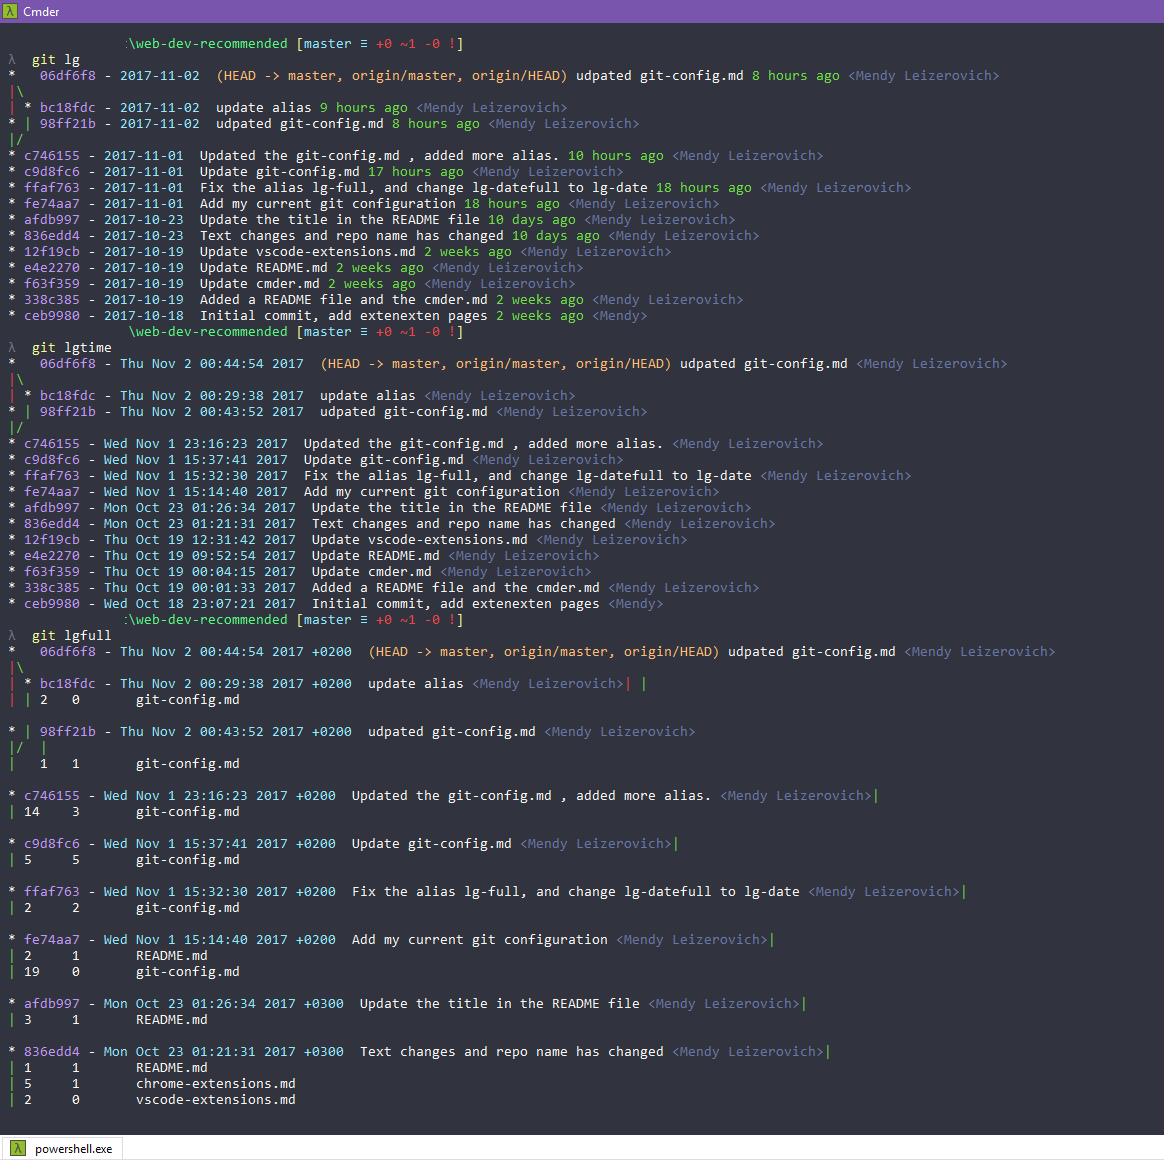 Cmder
:\web-dev-recommended [master ≡ +0 ~1 -0 !]
λ  git lg
*   06df6f8 - 2017-11-02  (HEAD -> master, origin/master, origin/HEAD) udpated git-config.md 8 hours ago <Mendy Leizerovich>
|\
| * bc18fdc - 2017-11-02  update alias 9 hours ago <Mendy Leizerovich>
* | 98ff21b - 2017-11-02  udpated git-config.md 8 hours ago <Mendy Leizerovich>
|/
* c746155 - 2017-11-01  Updated the git-config.md , added more alias. 10 hours ago <Mendy Leizerovich>
* c9d8fc6 - 2017-11-01  Update git-config.md 17 hours ago <Mendy Leizerovich>
* ffaf763 - 2017-11-01  Fix the alias lg-full, and change lg-datefull to lg-date 18 hours ago <Mendy Leizerovich>
* fe74aa7 - 2017-11-01  Add my current git configuration 18 hours ago <Mendy Leizerovich>
* afdb997 - 2017-10-23  Update the title in the README file 10 days ago <Mendy Leizerovich>
* 836edd4 - 2017-10-23  Text changes and repo name has changed 10 days ago <Mendy Leizerovich>
* 12f19cb - 2017-10-19  Update vscode-extensions.md 2 weeks ago <Mendy Leizerovich>
* e4e2270 - 2017-10-19  Update README.md 2 weeks ago <Mendy Leizerovich>
* f63f359 - 2017-10-19  Update cmder.md 2 weeks ago <Mendy Leizerovich>
* 338c385 - 2017-10-19  Added a README file and the cmder.md 2 weeks ago <Mendy Leizerovich>
* ceb9980 - 2017-10-18  Initial commit, add extenexten pages 2 weeks ago <Mendy>
\web-dev-recommended [master ≡ +0 ~1 -0 !]
λ  git lgtime
*   06df6f8 - Thu Nov 2 00:44:54 2017  (HEAD -> master, origin/master, origin/HEAD) udpated git-config.md <Mendy Leizerovich>
|\
| * bc18fdc - Thu Nov 2 00:29:38 2017  update alias <Mendy Leizerovich>
* | 98ff21b - Thu Nov 2 00:43:52 2017  udpated git-config.md <Mendy Leizerovich>
|/
* c746155 - Wed Nov 1 23:16:23 2017  Updated the git-config.md , added more alias. <Mendy Leizerovich>
* c9d8fc6 - Wed Nov 1 15:37:41 2017  Update git-config.md <Mendy Leizerovich>
* ffaf763 - Wed Nov 1 15:32:30 2017  Fix the alias lg-full, and change lg-datefull to lg-date <Mendy Leizerovich>
* fe74aa7 - Wed Nov 1 15:14:40 2017  Add my current git configuration <Mendy Leizerovich>
* afdb997 - Mon Oct 23 01:26:34 2017  Update the title in the README file <Mendy Leizerovich>
* 836edd4 - Mon Oct 23 01:21:31 2017  Text changes and repo name has changed <Mendy Leizerovich>
* 12f19cb - Thu Oct 19 12:31:42 2017  Update vscode-extensions.md <Mendy Leizerovich>
* e4e2270 - Thu Oct 19 09:52:54 2017  Update README.md <Mendy Leizerovich>
* f63f359 - Thu Oct 19 00:04:15 2017  Update cmder.md <Mendy Leizerovich>
* 338c385 - Thu Oct 19 00:01:33 2017  Added a README file and the cmder.md <Mendy Leizerovich>
* ceb9980 - Wed Oct 18 23:07:21 2017  Initial commit, add extenexten pages <Mendy>
:\web-dev-recommended [master ≡ +0 ~1 -0 !]
λ  git lgfull
*   06df6f8 - Thu Nov 2 00:44:54 2017 +0200  (HEAD -> master, origin/master, origin/HEAD) udpated git-config.md <Mendy Leizerovich>
|\
| * bc18fdc - Thu Nov 2 00:29:38 2017 +0200  update alias <Mendy Leizerovich>| |
| | 2   0       git-config.md
* | 98ff21b - Thu Nov 2 00:43:52 2017 +0200  udpated git-config.md <Mendy Leizerovich>
|/  |
|   1   1       git-config.md
* c746155 - Wed Nov 1 23:16:23 2017 +0200  Updated the git-config.md , added more alias. <Mendy Leizerovich>|
| 14    3       git-config.md
* c9d8fc6 - Wed Nov 1 15:37:41 2017 +0200  Update git-config.md <Mendy Leizerovich>|
| 5     5       git-config.md
* ffaf763 - Wed Nov 1 15:32:30 2017 +0200  Fix the alias lg-full, and change lg-datefull to lg-date <Mendy Leizerovich>|
| 2     2       git-config.md
* fe74aa7 - Wed Nov 1 15:14:40 2017 +0200  Add my current git configuration <Mendy Leizerovich>|
| 2     1       README.md
| 19    0       git-config.md
* afdb997 - Mon Oct 23 01:26:34 2017 +0300  Update the title in the README file <Mendy Leizerovich>|
| 3     1       README.md
* 836edd4 - Mon Oct 23 01:21:31 2017 +0300  Text changes and repo name has changed <Mendy Leizerovich>|
| 1     1       README.md
| 5     1       chrome-extensions.md
| 2     0       vscode-extensions.md
powershell.exe